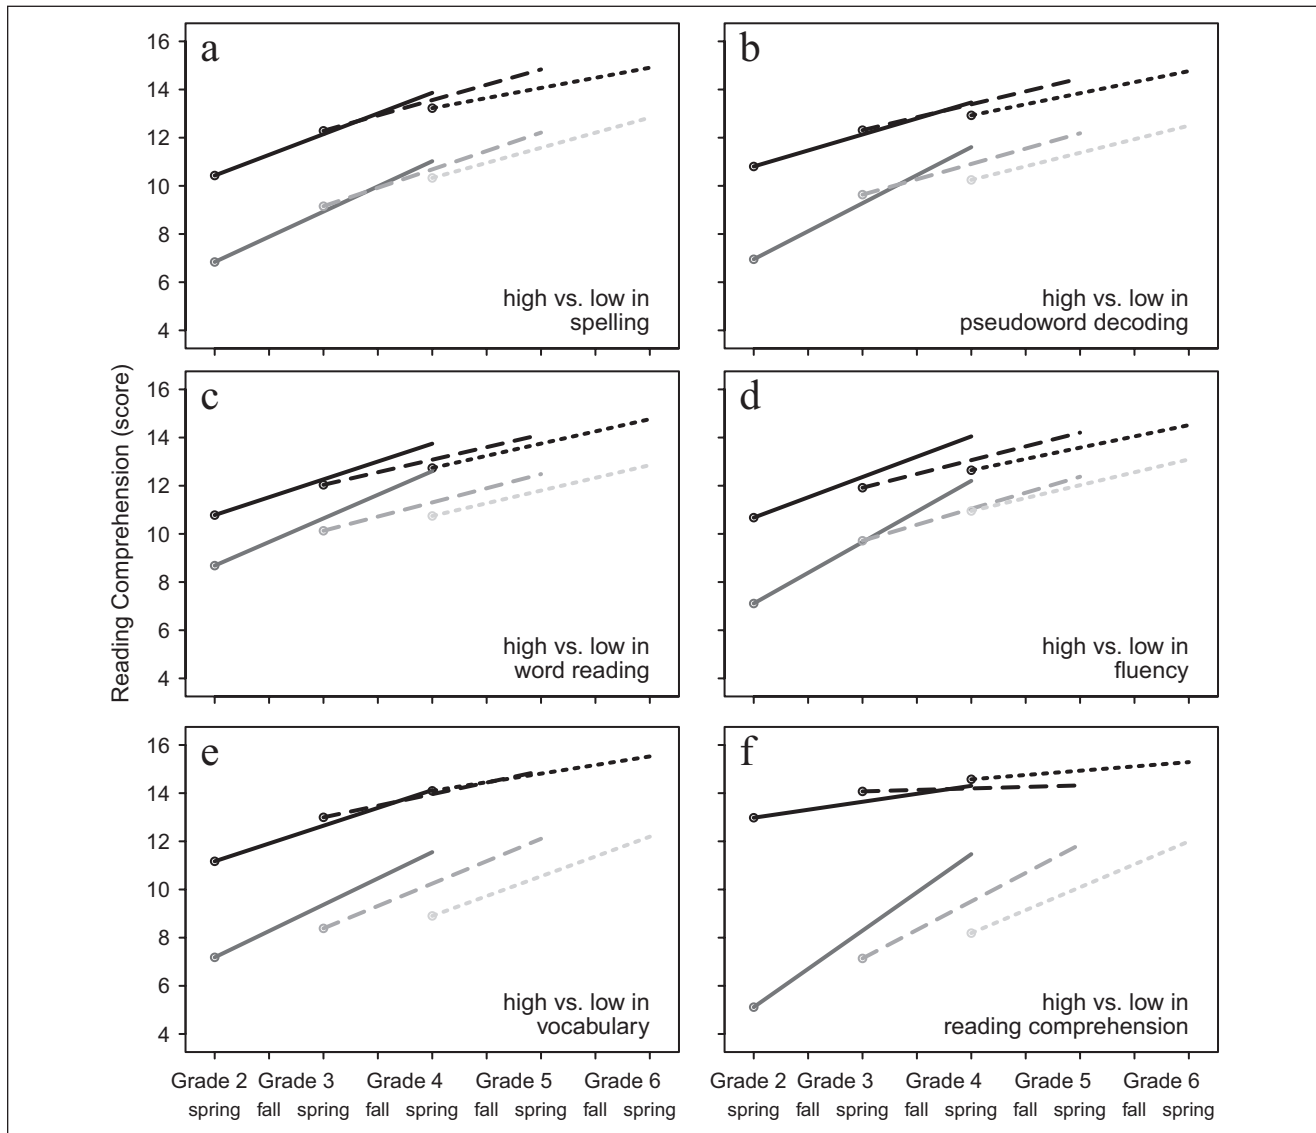 16
14
12
10
8
6
4
a
high vs. low in
spelling
b
high vs. low in
pseudoword decoding
Reading Comprehension (score)
16
14
12
10
8
6
4
c
high vs. low in
word reading
d
high vs. low in
fluency
16
14
12
10
8
6
4
e
high vs. low in
vocabulary
f
high vs. low in
reading comprehension
Grade 2 Grade 3 Grade 4 Grade 5 Grade 6
spring fall spring fall spring fall spring fall spring
Grade 2 Grade 3 Grade 4 Grade 5 Grade 6
spring fall spring fall spring fall spring fall spring